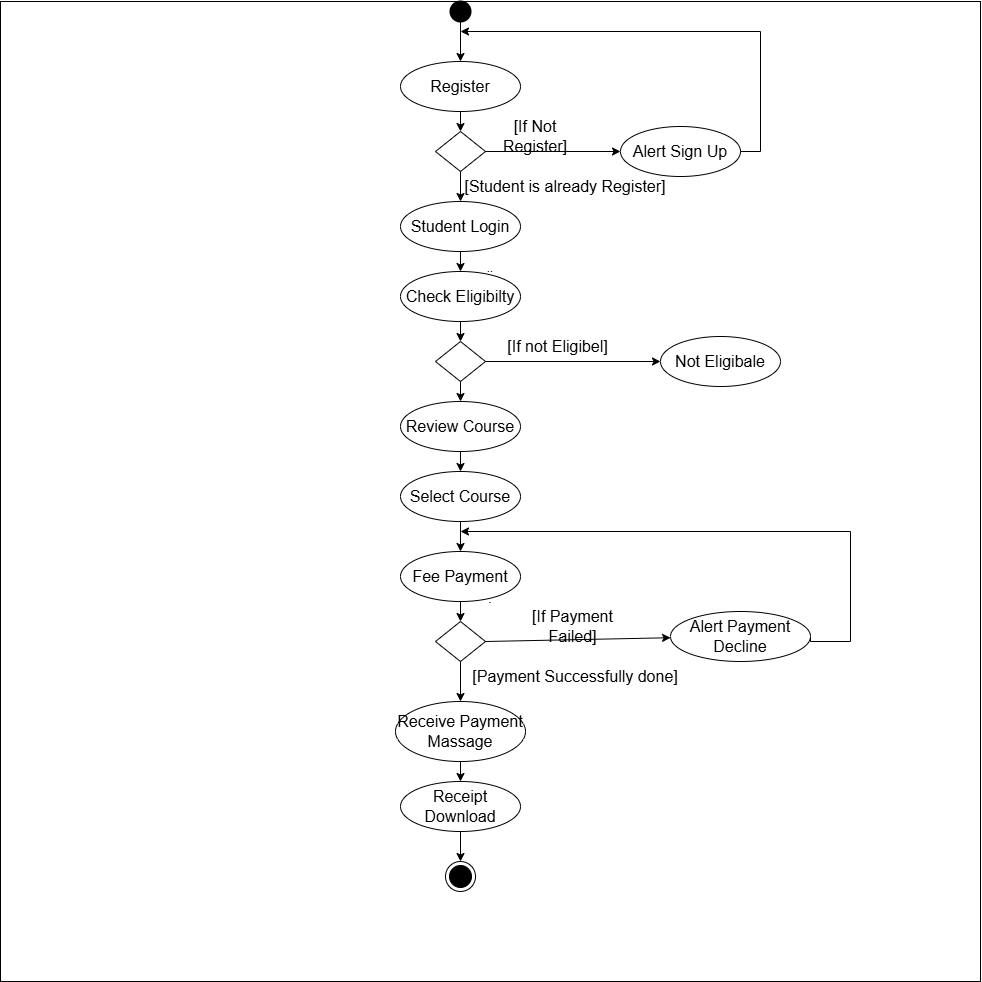 Register
[If Not
Register]
Alert Sign Up
[Student is already Register]
Student Login
Check Eligibilty
[If not Eligibel]
Not Eligibale
Review Course
Select Course
Fee Payment
[If Payment
Failed]
Alert Payment
Decline
[Payment Successfully done]
Receive Payment
Massage
Receipt
Download